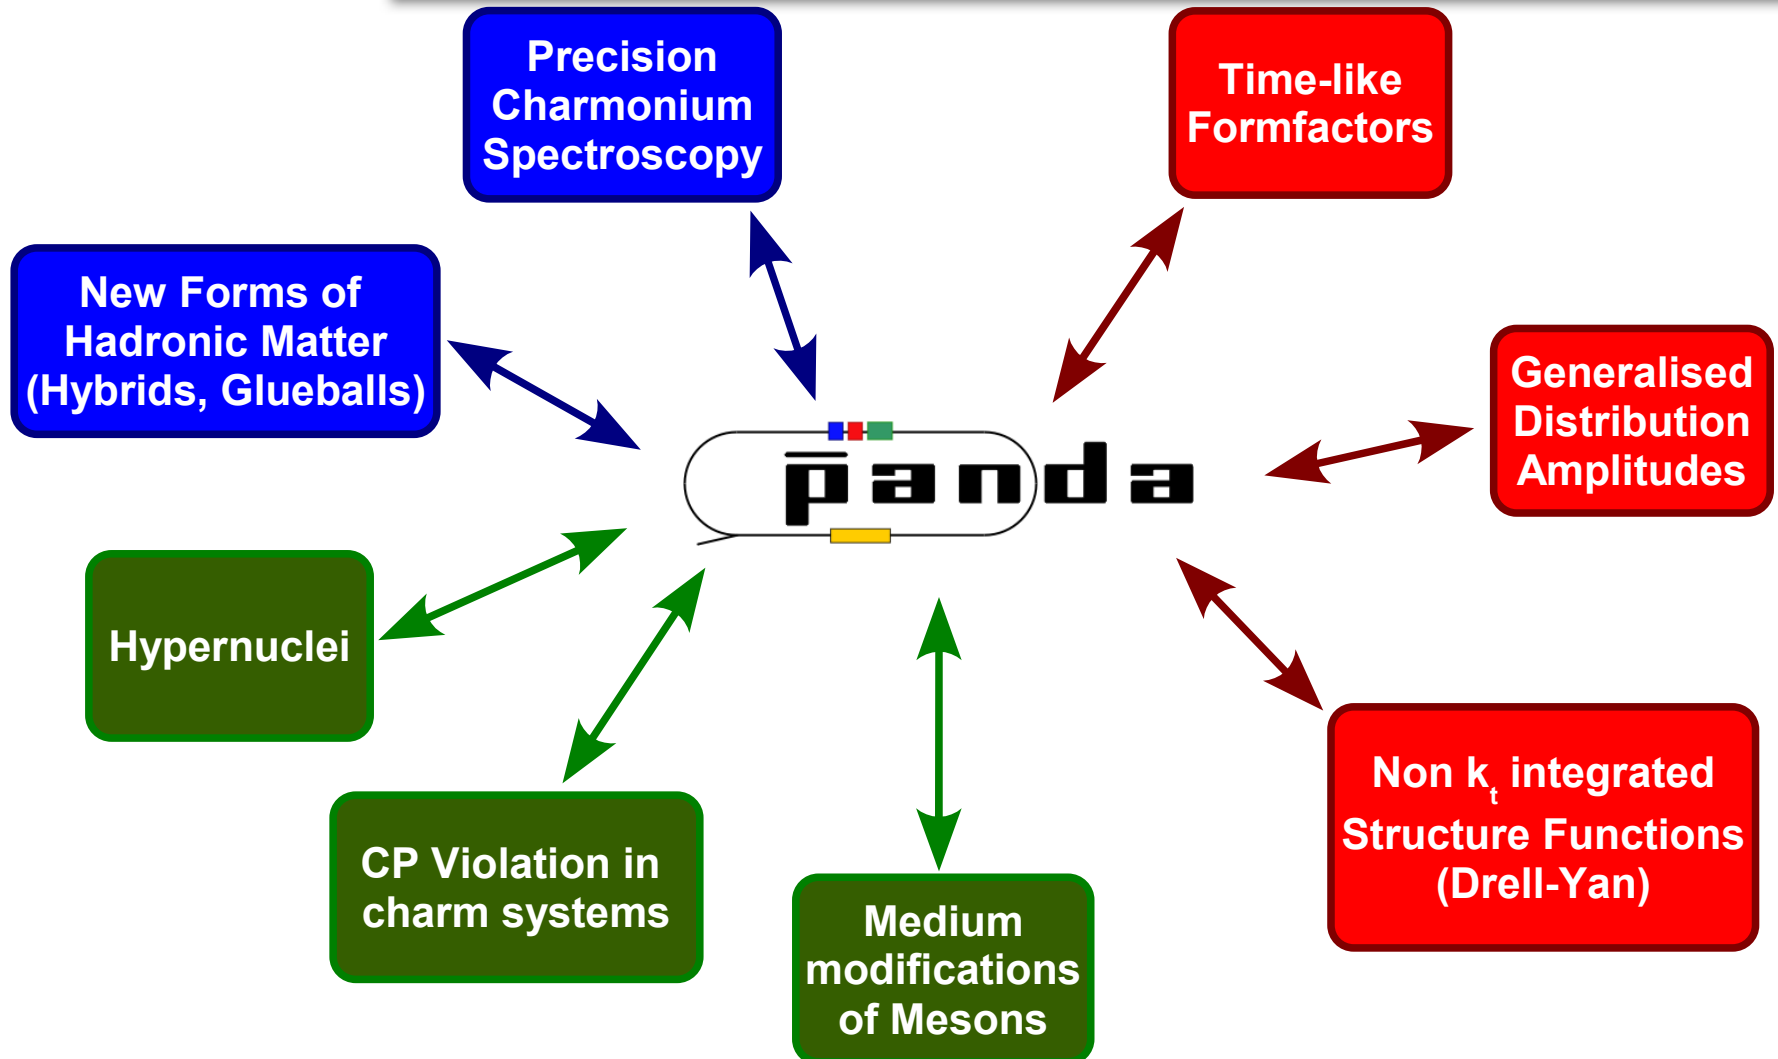 Precision
Charmonium
Spectroscopy
Time-like
Formfactors
New Forms of
Hadronic Matter
(Hybrids, Glueballs)
Generalised
Distribution
Amplitudes
p̄anda
Hypernuclei
Non kₜ integrated
Structure Functions
(Drell-Yan)
CP Violation in
charm systems
Medium
modifications
of Mesons